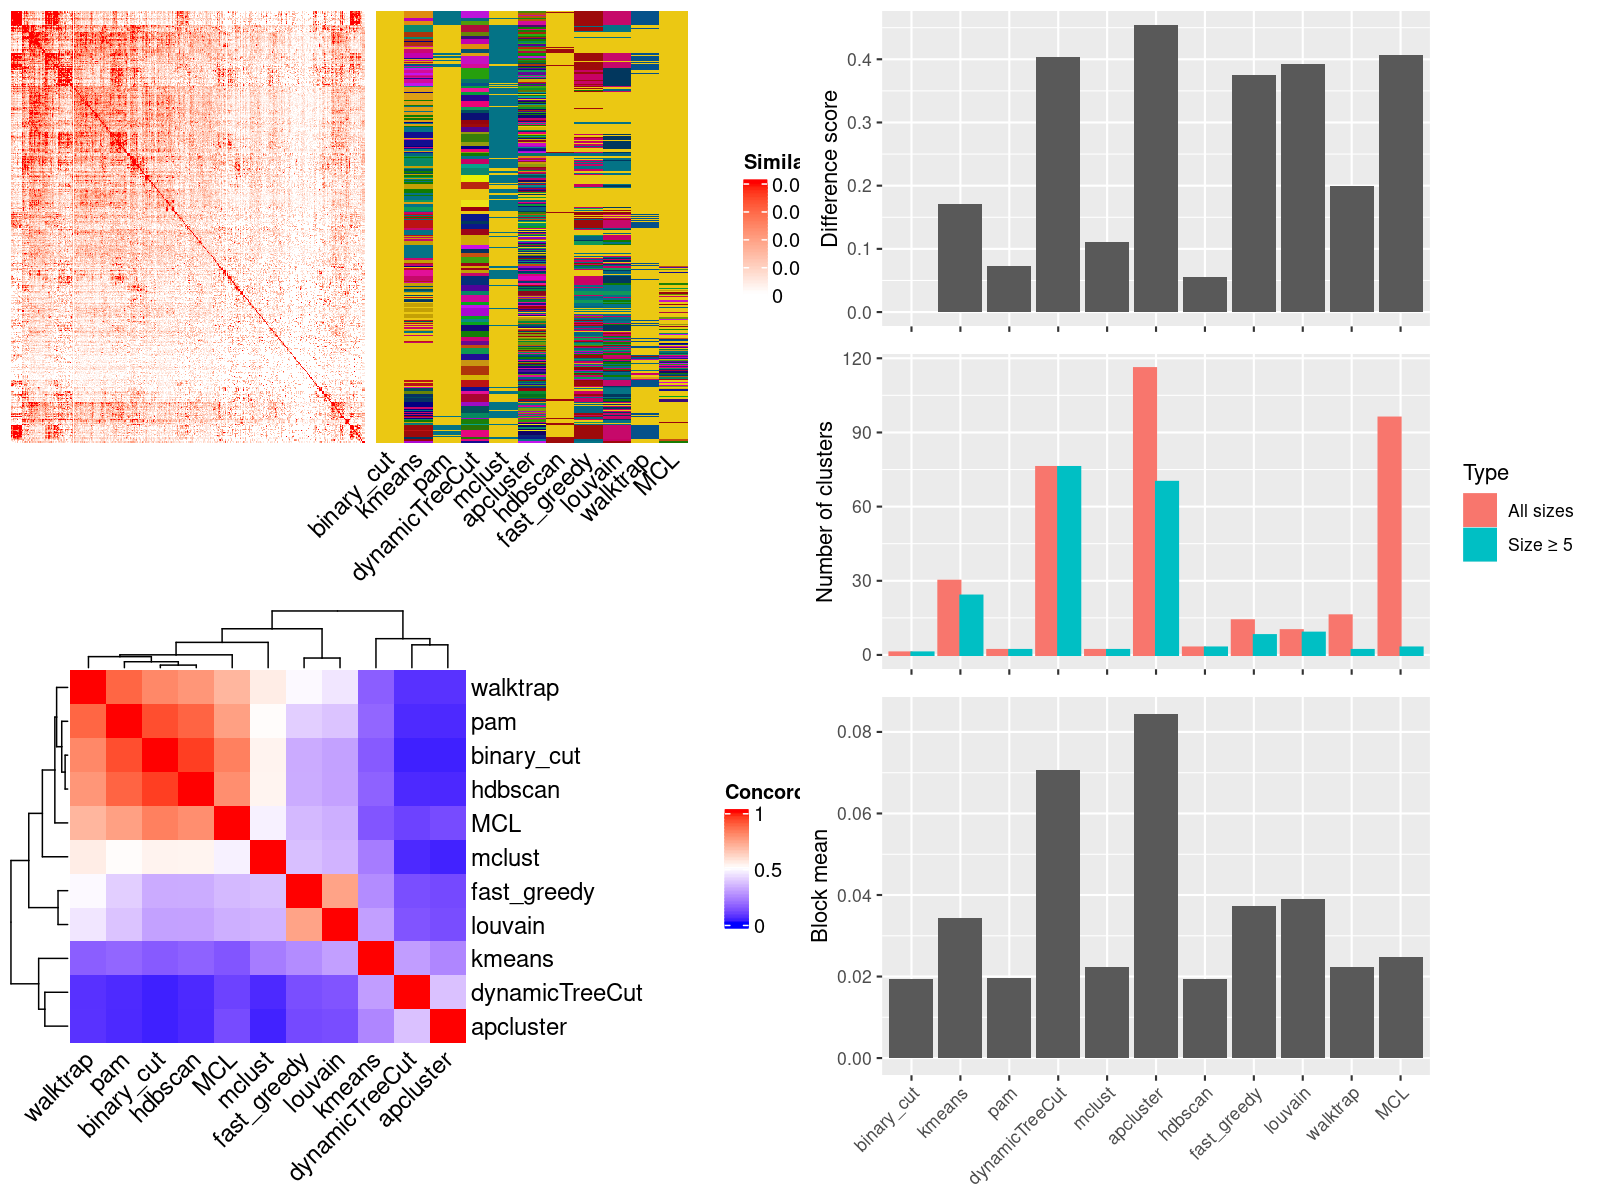 Simila
0.0
0.0
0.0
0.0
0
binary_cut
kmeans
pam
dynamicTreeCut
mclust
apcluster
hdbscan
fast_greedy
louvain
walktrap
MCL
walktrap
pam
binary_cut
hdbscan
MCL
mclust
fast_greedy
louvain
kmeans
dynamicTreeCut
apcluster
walktrap
pam
binary_cut
hdbscan
MCL
mclust
fast_greedy
louvain
kmeans
dynamicTreeCut
apcluster
Concord
1
0.5
0
Difference score
0.4
0.3
0.2
0.1
0.0
Number of clusters
120
90
60
30
0
Type
All sizes
Size ≥ 5
Block mean
0.08
0.06
0.04
0.02
0.00
binary_cut
kmeans
pam
dynamicTreeCut
mclust
apcluster
hdbscan
fast_greedy
louvain
walktrap
MCL